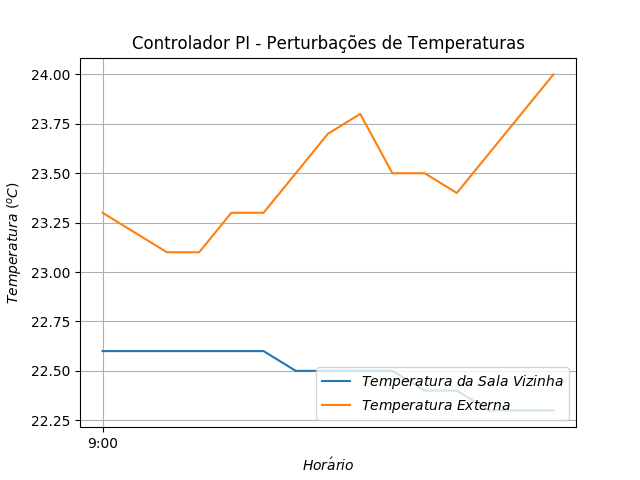 Controlador PI - Perturbações de Temperaturas
24.00
23.75
23.50
23.25
23.00
22.75
22.50
22.25
Temperatura (ºC)
9:00
Horário
Temperatura da Sala Vizinha
Temperatura Externa